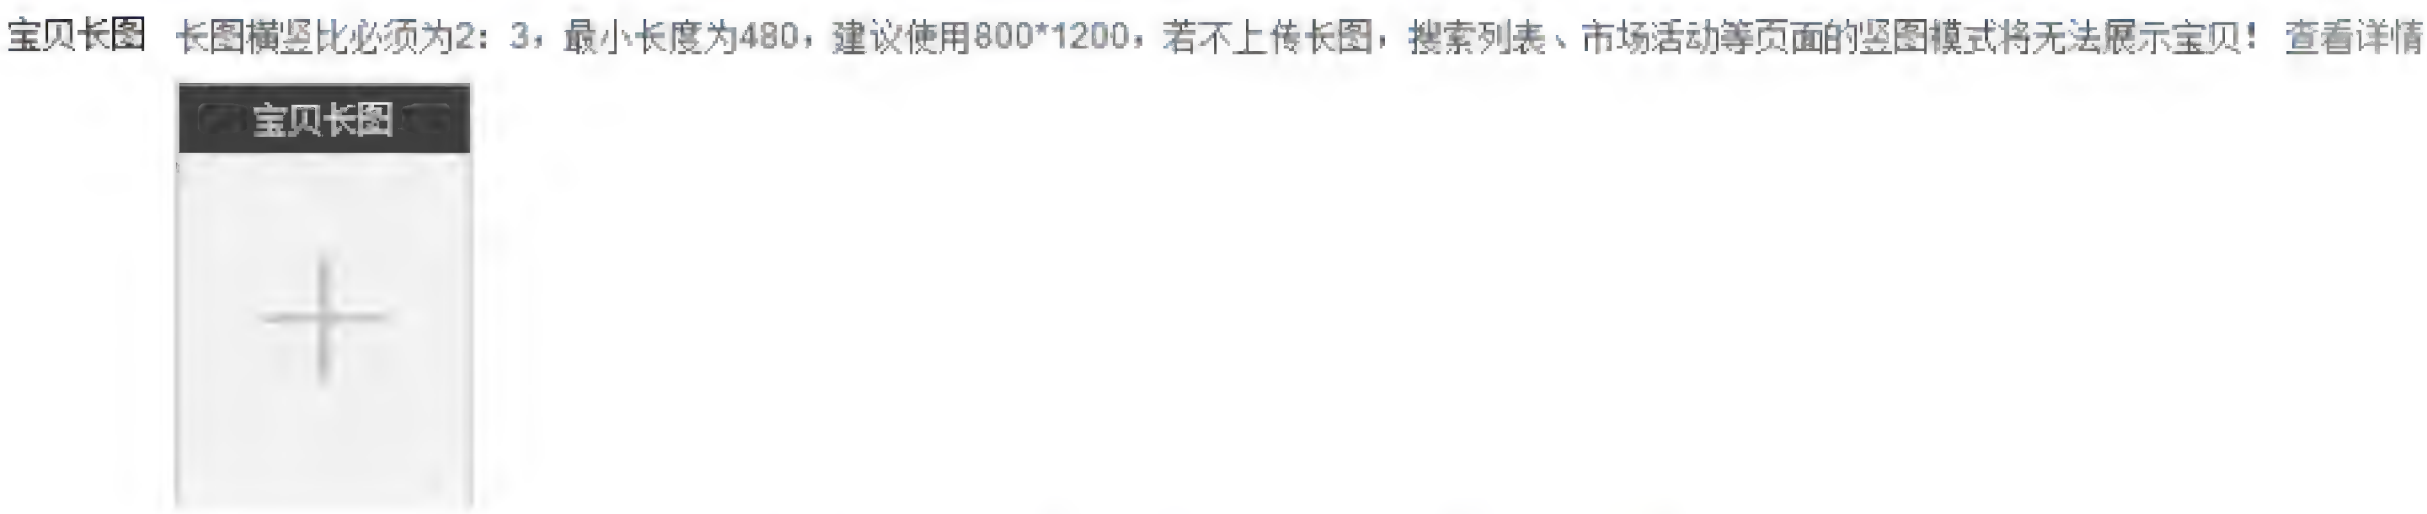 宝贝长图 长图横竖比必须为2：3，最小长度为480，建议使用800*1200，若不上传长图，搜索列表、市场活动等页面的竖图模式将无法展示宝贝！ 查看详情
宝贝长图